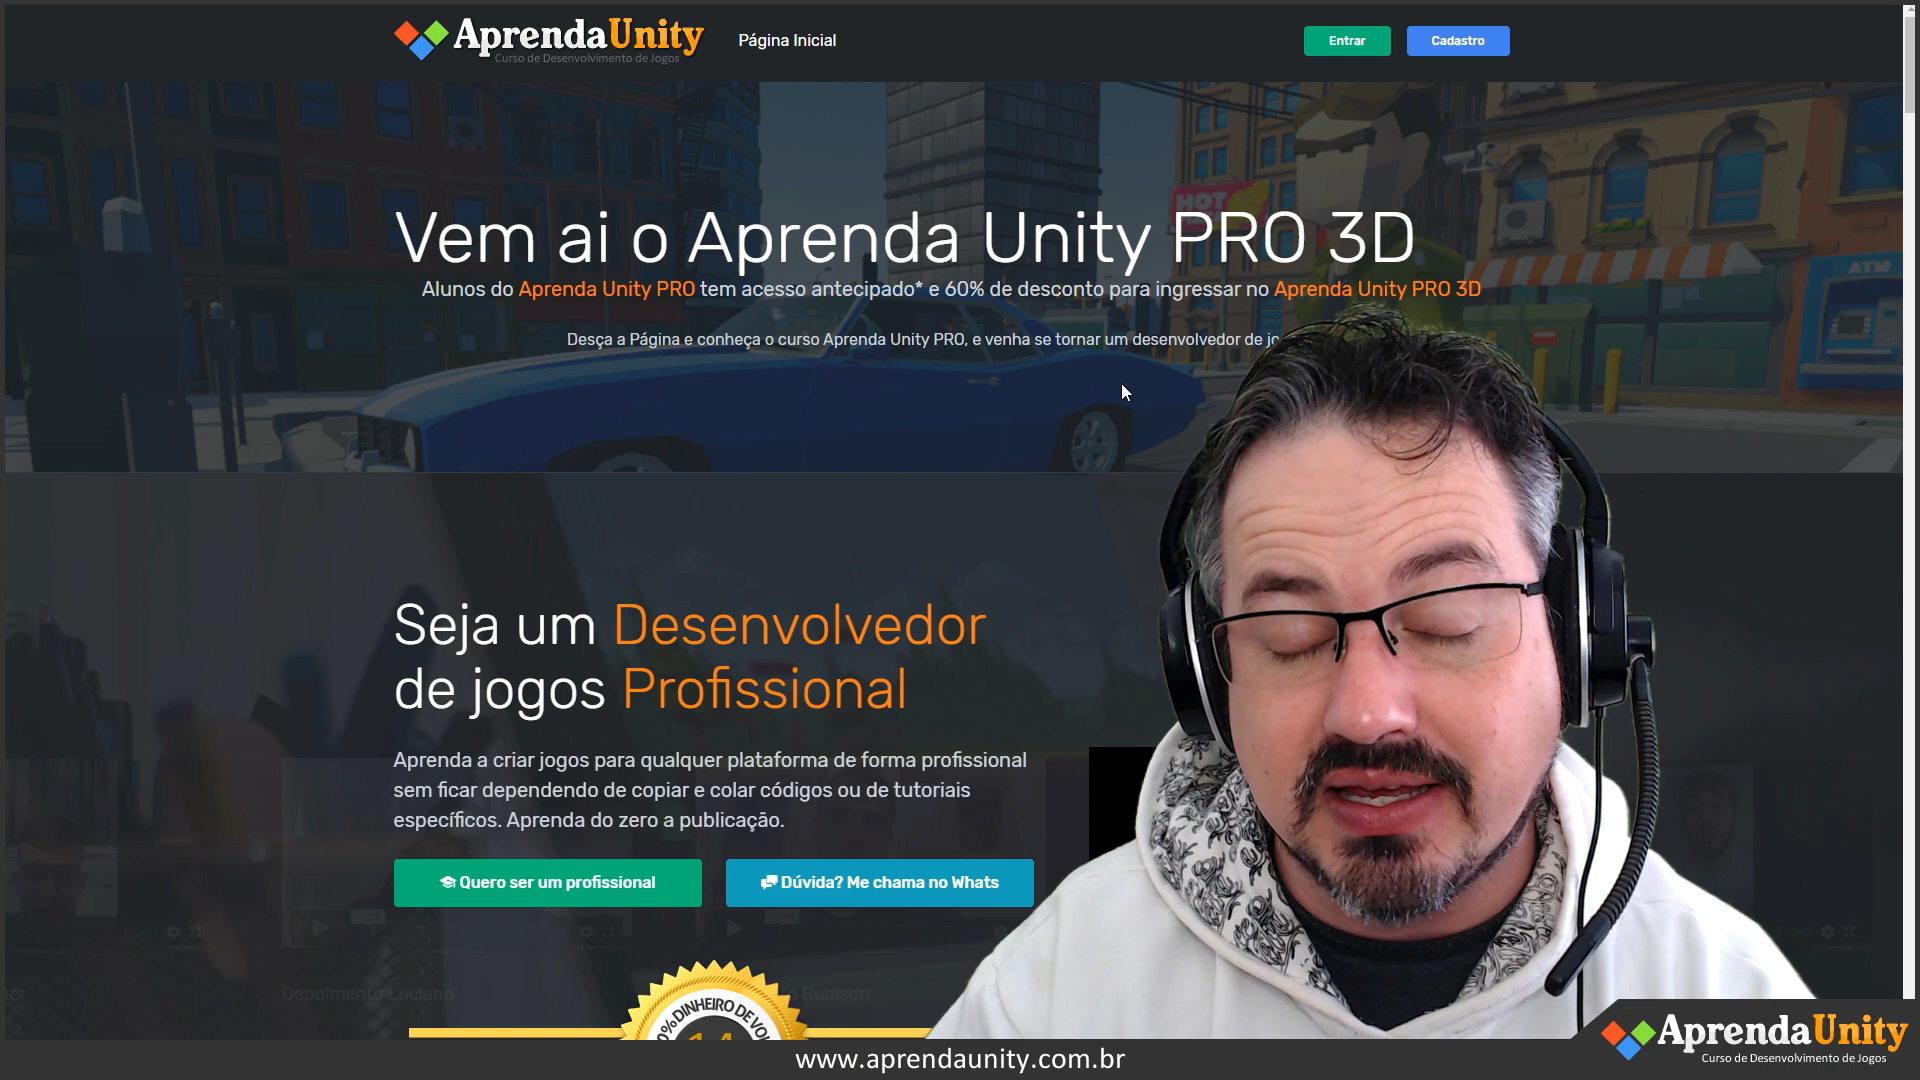 AprendaUnity
Curso de Desenvolvimento de Jogos
Página Inicial
Entrar
Cadastro
HOT
ATM
Vem ai o Aprenda Unity PRO 3D
Alunos do Aprenda Unity PRO tem acesso antecipado* e 60% de desconto para ingressar no Aprenda Unity PRO 3D
Desça a Página e conheça o curso Aprenda Unity PRO, e venha se tornar um desenvolvedor de
Seja um Desenvolvedor
de jogos Profissional
Aprenda a criar jogos para qualquer plataforma de forma profissional
sem ficar dependendo de copiar e colar códigos ou de tutoriais
específicos. Aprenda do zero a publicação.
Quero ser um profissional
Dúvida? Me chama no Whats
Depoimento Luciano
Rudison
DINHEIRO DE
www.aprendaunity.com.br
AprendaUnity
Curso de Desenvolvimento de Jogos